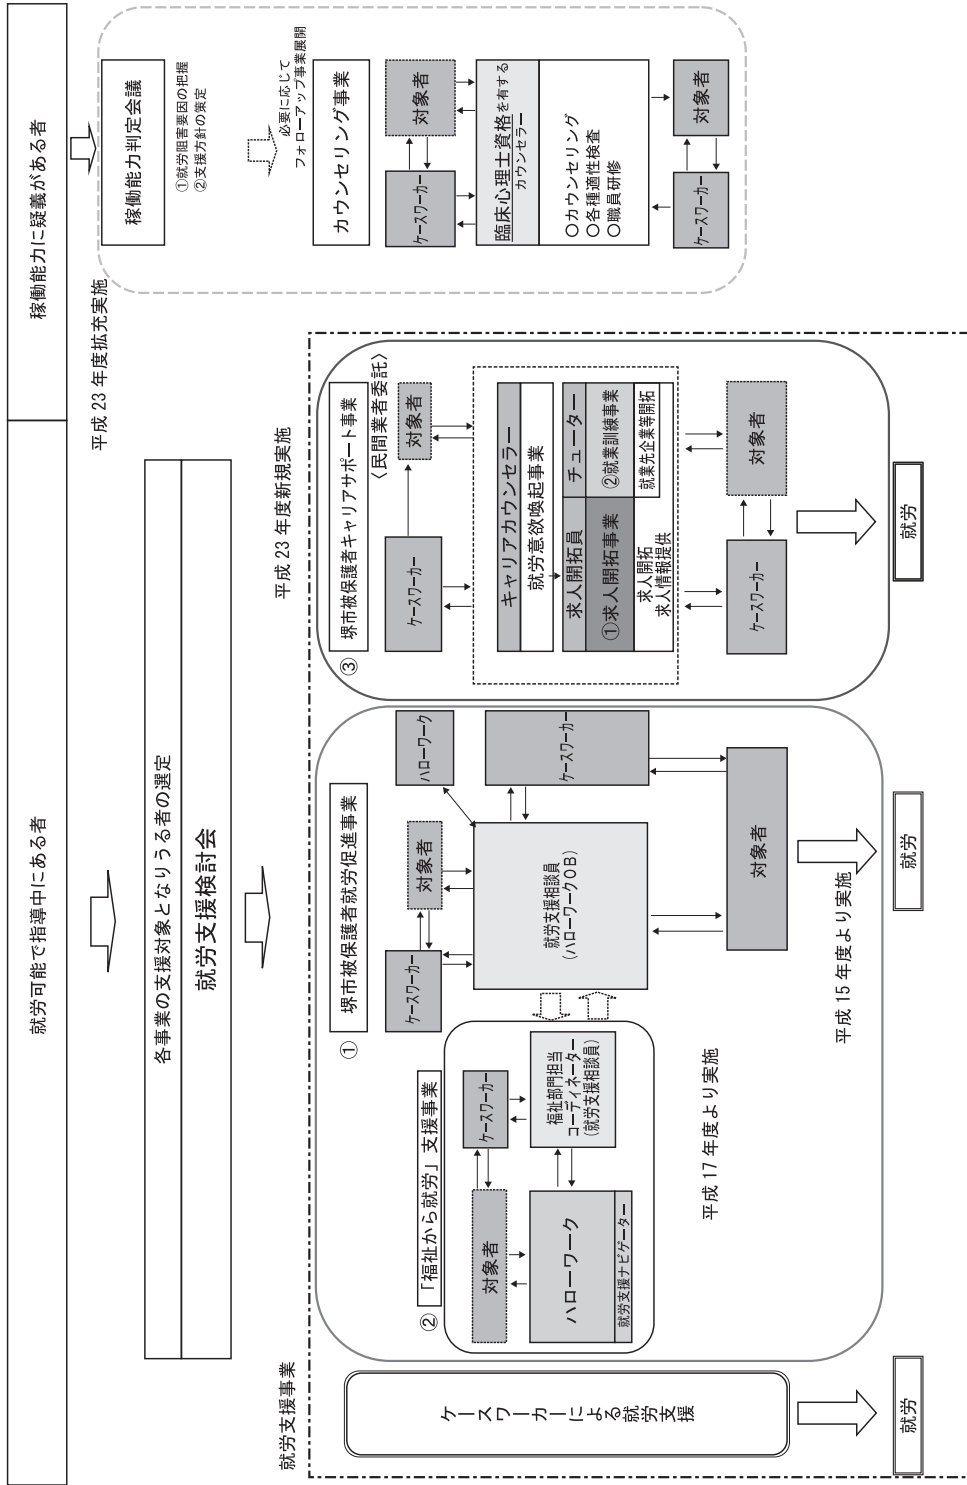 就労可能で指導中にある者
稼働能力に疑義がある者
平成 23 年度拡充実施
各事業の支援対象となりうる者の選定
就労支援検討会
稼働能力判定会議
①就労阻害要因の把握
②支援方針の策定
必要に応じて
フォローアップ事業展開
カウンセリング事業
ケースワーカー
対象者
臨床心理士資格を有する
カウンセラー
○カウンセリング
○各種適性検査
○職員研修
ケースワーカー
対象者
就労支援事業
ケースワーカーによる就労支援
就労
①
堺市被保護者就労促進事業
ケースワーカー
対象者
ハローワーク
就労支援相談員
(ハローワークOB)
ケースワーカー
対象者
平成 15 年度より実施
就労
②
「福祉から就労」支援事業
対象者
ケースワーカー
ハローワーク
就労支援ナビゲーター
福祉部門担当
コーディネーター
(就労支援相談員)
平成 17 年度より実施
平成 23 年度新規実施
③
堺市被保護者キャリアサポート事業
〈民間業者委託〉
ケースワーカー
対象者
キャリアカウンセラー
就労意欲喚起事業
求人開拓員
チューター
①求人開拓事業
②就業訓練事業
求人開拓
求人情報提供
就業先企業等開拓
ケースワーカー
対象者
就労